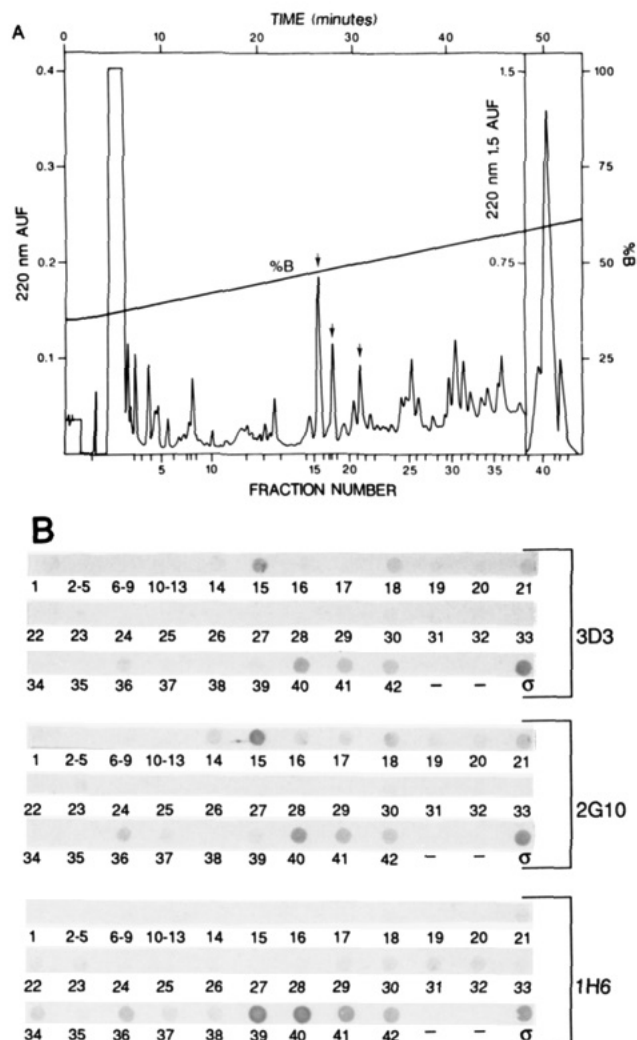 TIME (minutes)
A
0 10 20 30 40 50
0.4
0.3
0.2
0.1
220 nm AUF
%B
220 nm 1.5 AUF
1.5
0.75
100
75
50
25
%B
5 10 15 20 25 30 35 40
FRACTION NUMBER
B
1 2-5 6-9 10-13 14 15 16 17 18 19 20 21
22 23 24 25 26 27 28 29 30 31 32 33
34 35 36 37 38 39 40 41 42 – – σ
3D3
1 2-5 6-9 10-13 14 15 16 17 18 19 20 21
22 23 24 25 26 27 28 29 30 31 32 33
34 35 36 37 38 39 40 41 42 – – σ
2G10
1 2-5 6-9 10-13 14 15 16 17 18 19 20 21
22 23 24 25 26 27 28 29 30 31 32 33
34 35 36 37 38 39 40 41 42 – – σ
1H6